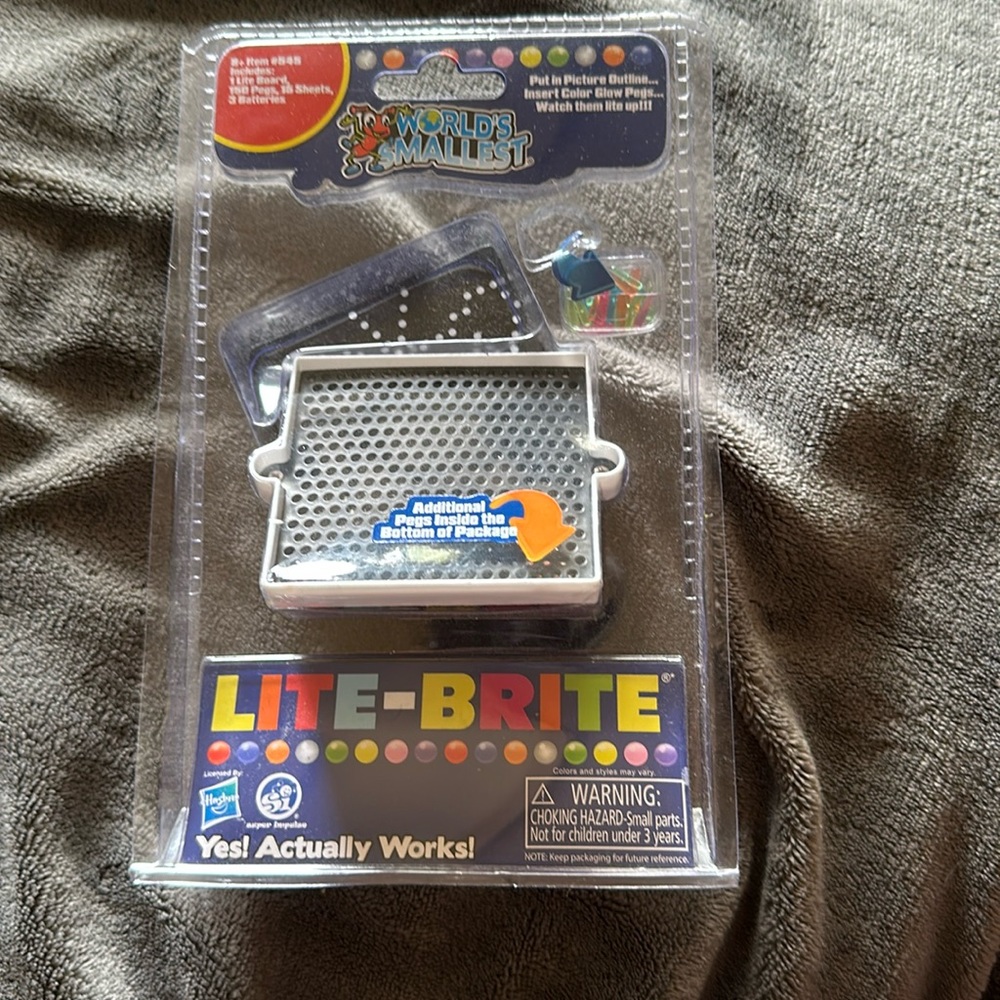 8+ Item #545
Includes:
1 Lite Board,
150 Pegs, 16 Sheets,
3 Batteries
Put in Picture Outline...
Insert Color Glow Pegs...
Watch them lite up!!!
WORLD'S
SMALLEST
Additional
Pegs Inside the
Bottom of Package
LITE-BRITE®
Licensed By:
Hasbro
Si
super impulse
Yes! Actually Works!
Colors and styles may vary.
WARNING:
CHOKING HAZARD-Small parts.
Not for children under 3 years.
NOTE: Keep packaging for future reference.